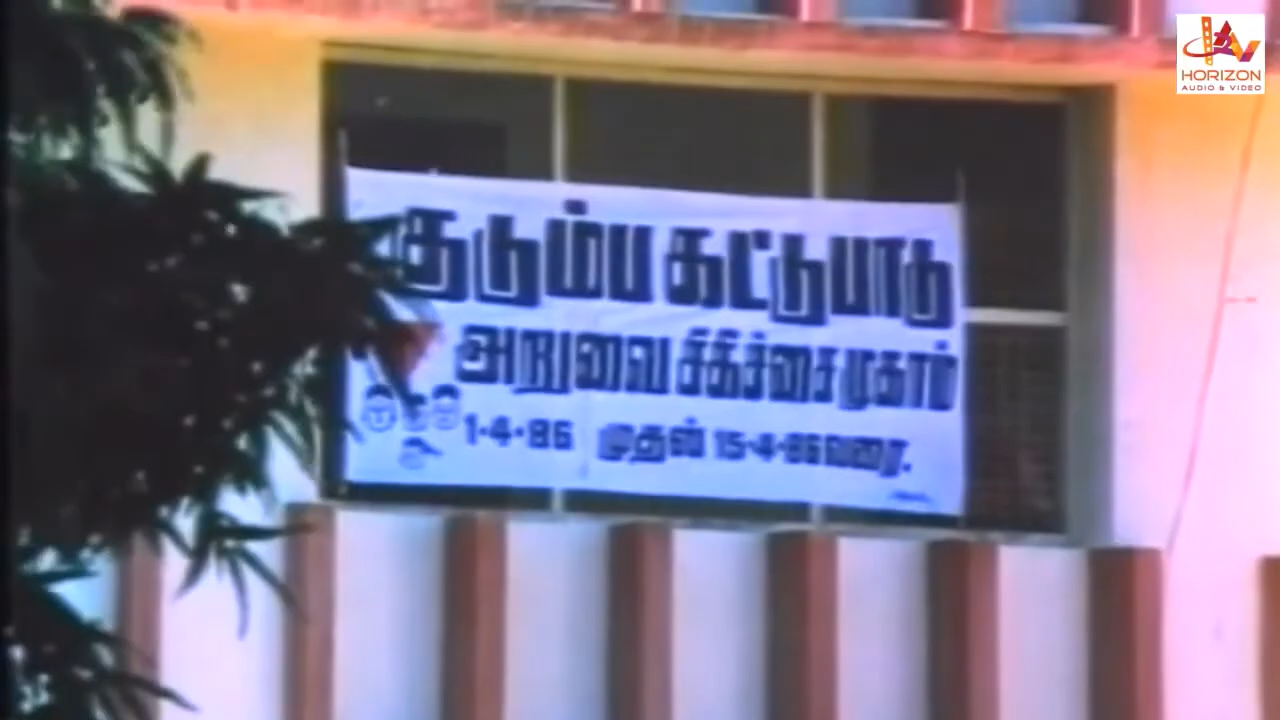 குடும்ப கட்டுபாடு
அறுவை சிகிச்சை முகாம்
1·4·86 முதல் 15·4·86 வரை.
HORIZON
AUDIO & VIDEO